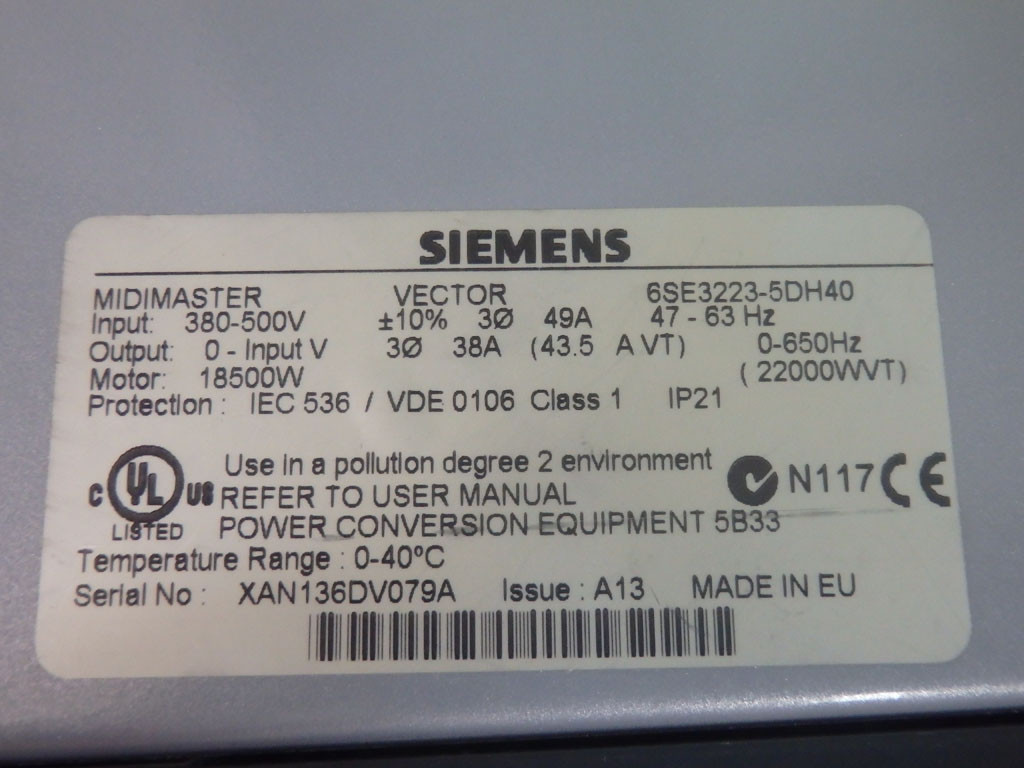 SIEMENS
MIDIMASTER VECTOR 6SE3223-5DH40
Input: 380-500V ±10% 3Ø 49A 47 - 63 Hz
Output: 0 - Input V 3Ø 38A (43.5 A VT) 0-650Hz
Motor: 18500W ( 22000WVT)
Protection : IEC 536 / VDE 0106 Class 1 IP21
Use in a pollution degree 2 environment
C UL US REFER TO USER MANUAL N117 CE
LISTED POWER CONVERSION EQUIPMENT 5B33
Temperature Range : 0-40ºC
Serial No : XAN136DV079A Issue : A13 MADE IN EU